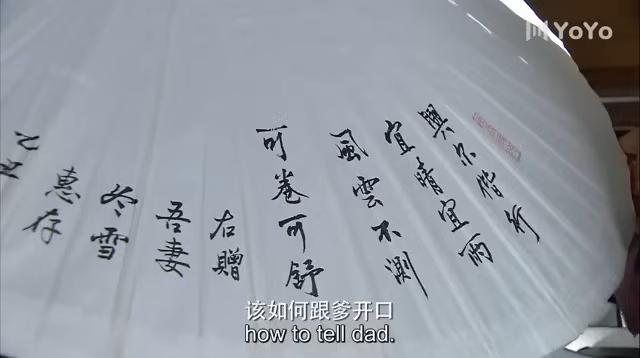 YoYo
與尔偕行
宜晴宜雨
風雲不測
可卷可舒
右贈
吾妻
冬雪
惠存
该如何跟爹开口
how to tell dad.